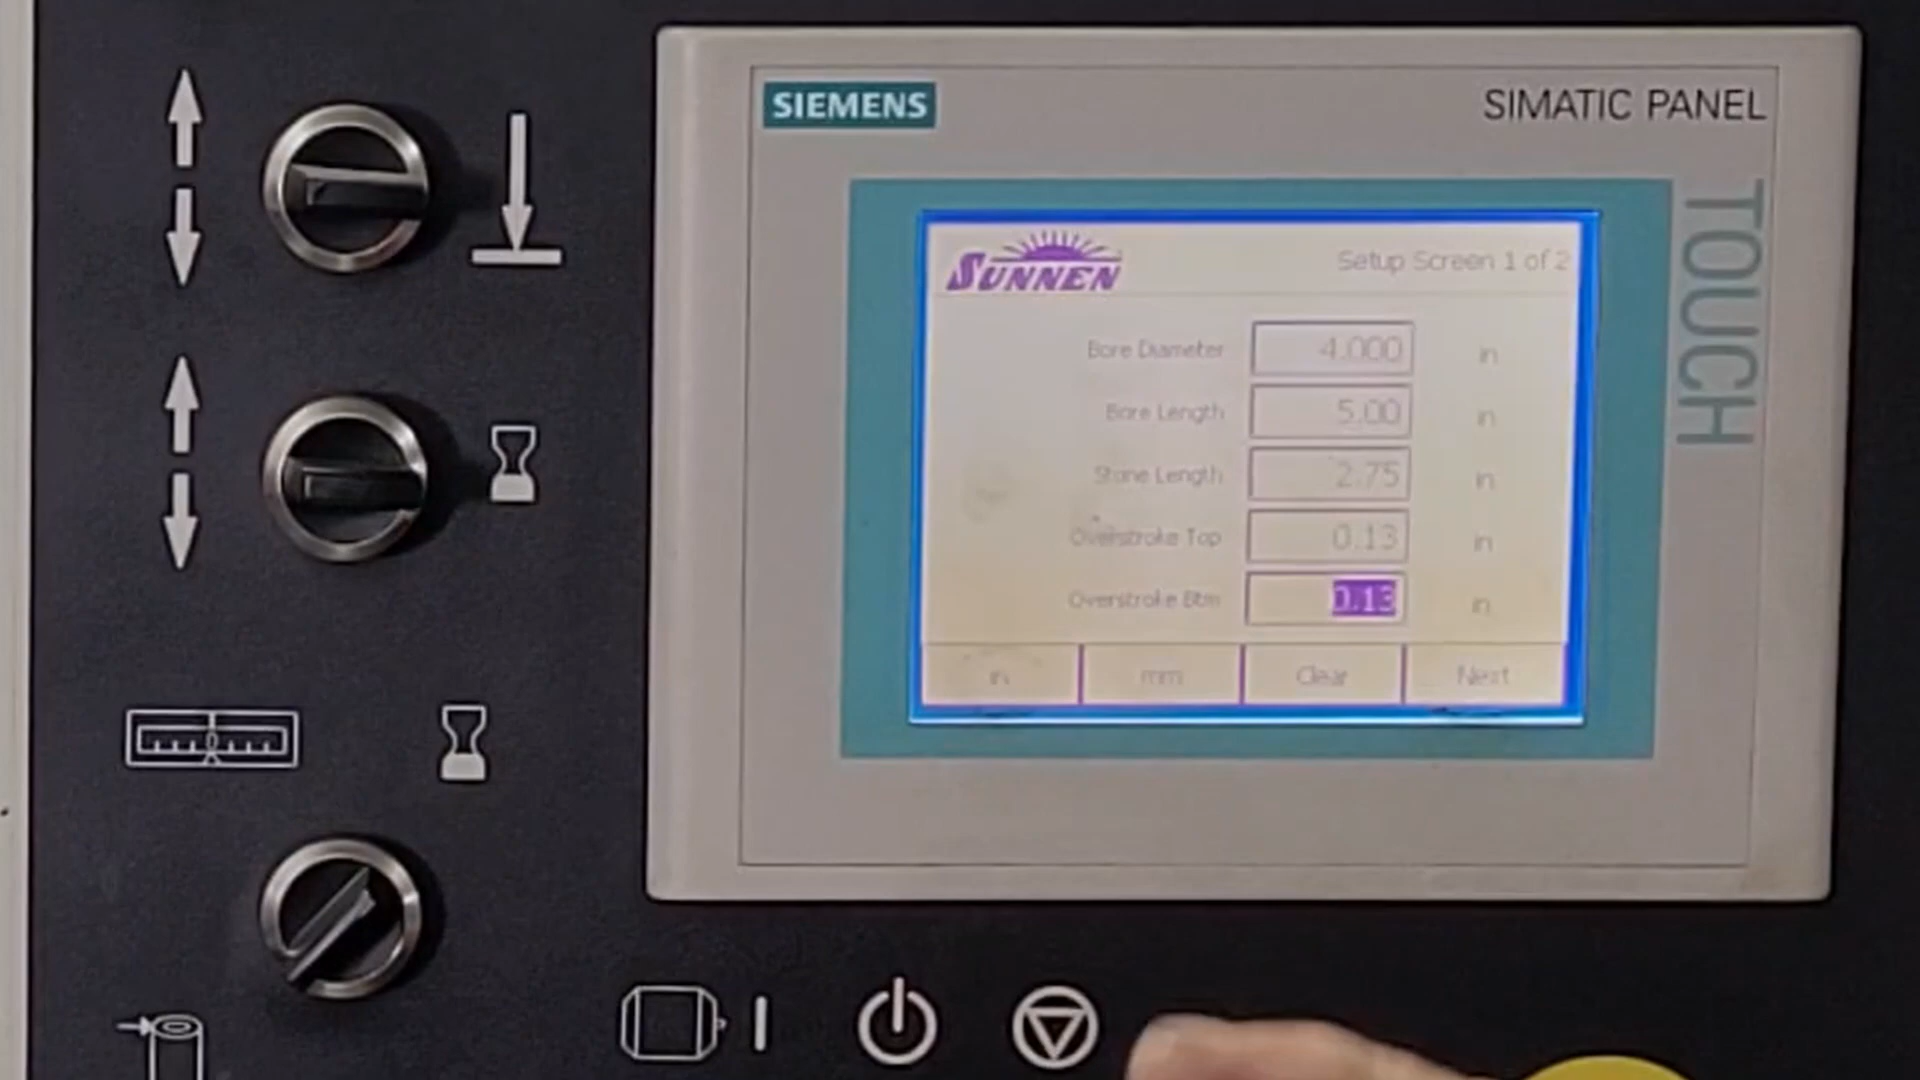 SIEMENS
SIMATIC PANEL
TOUCH
SUNNEN
Setup Screen 1 of 2
Bore Diameter 4.000 in
Bore Length 5.00 in
Stone Length 2.75 in
Overstroke Top 0.13 in
Overstroke Btm 0.13 in
in mm Clear Next